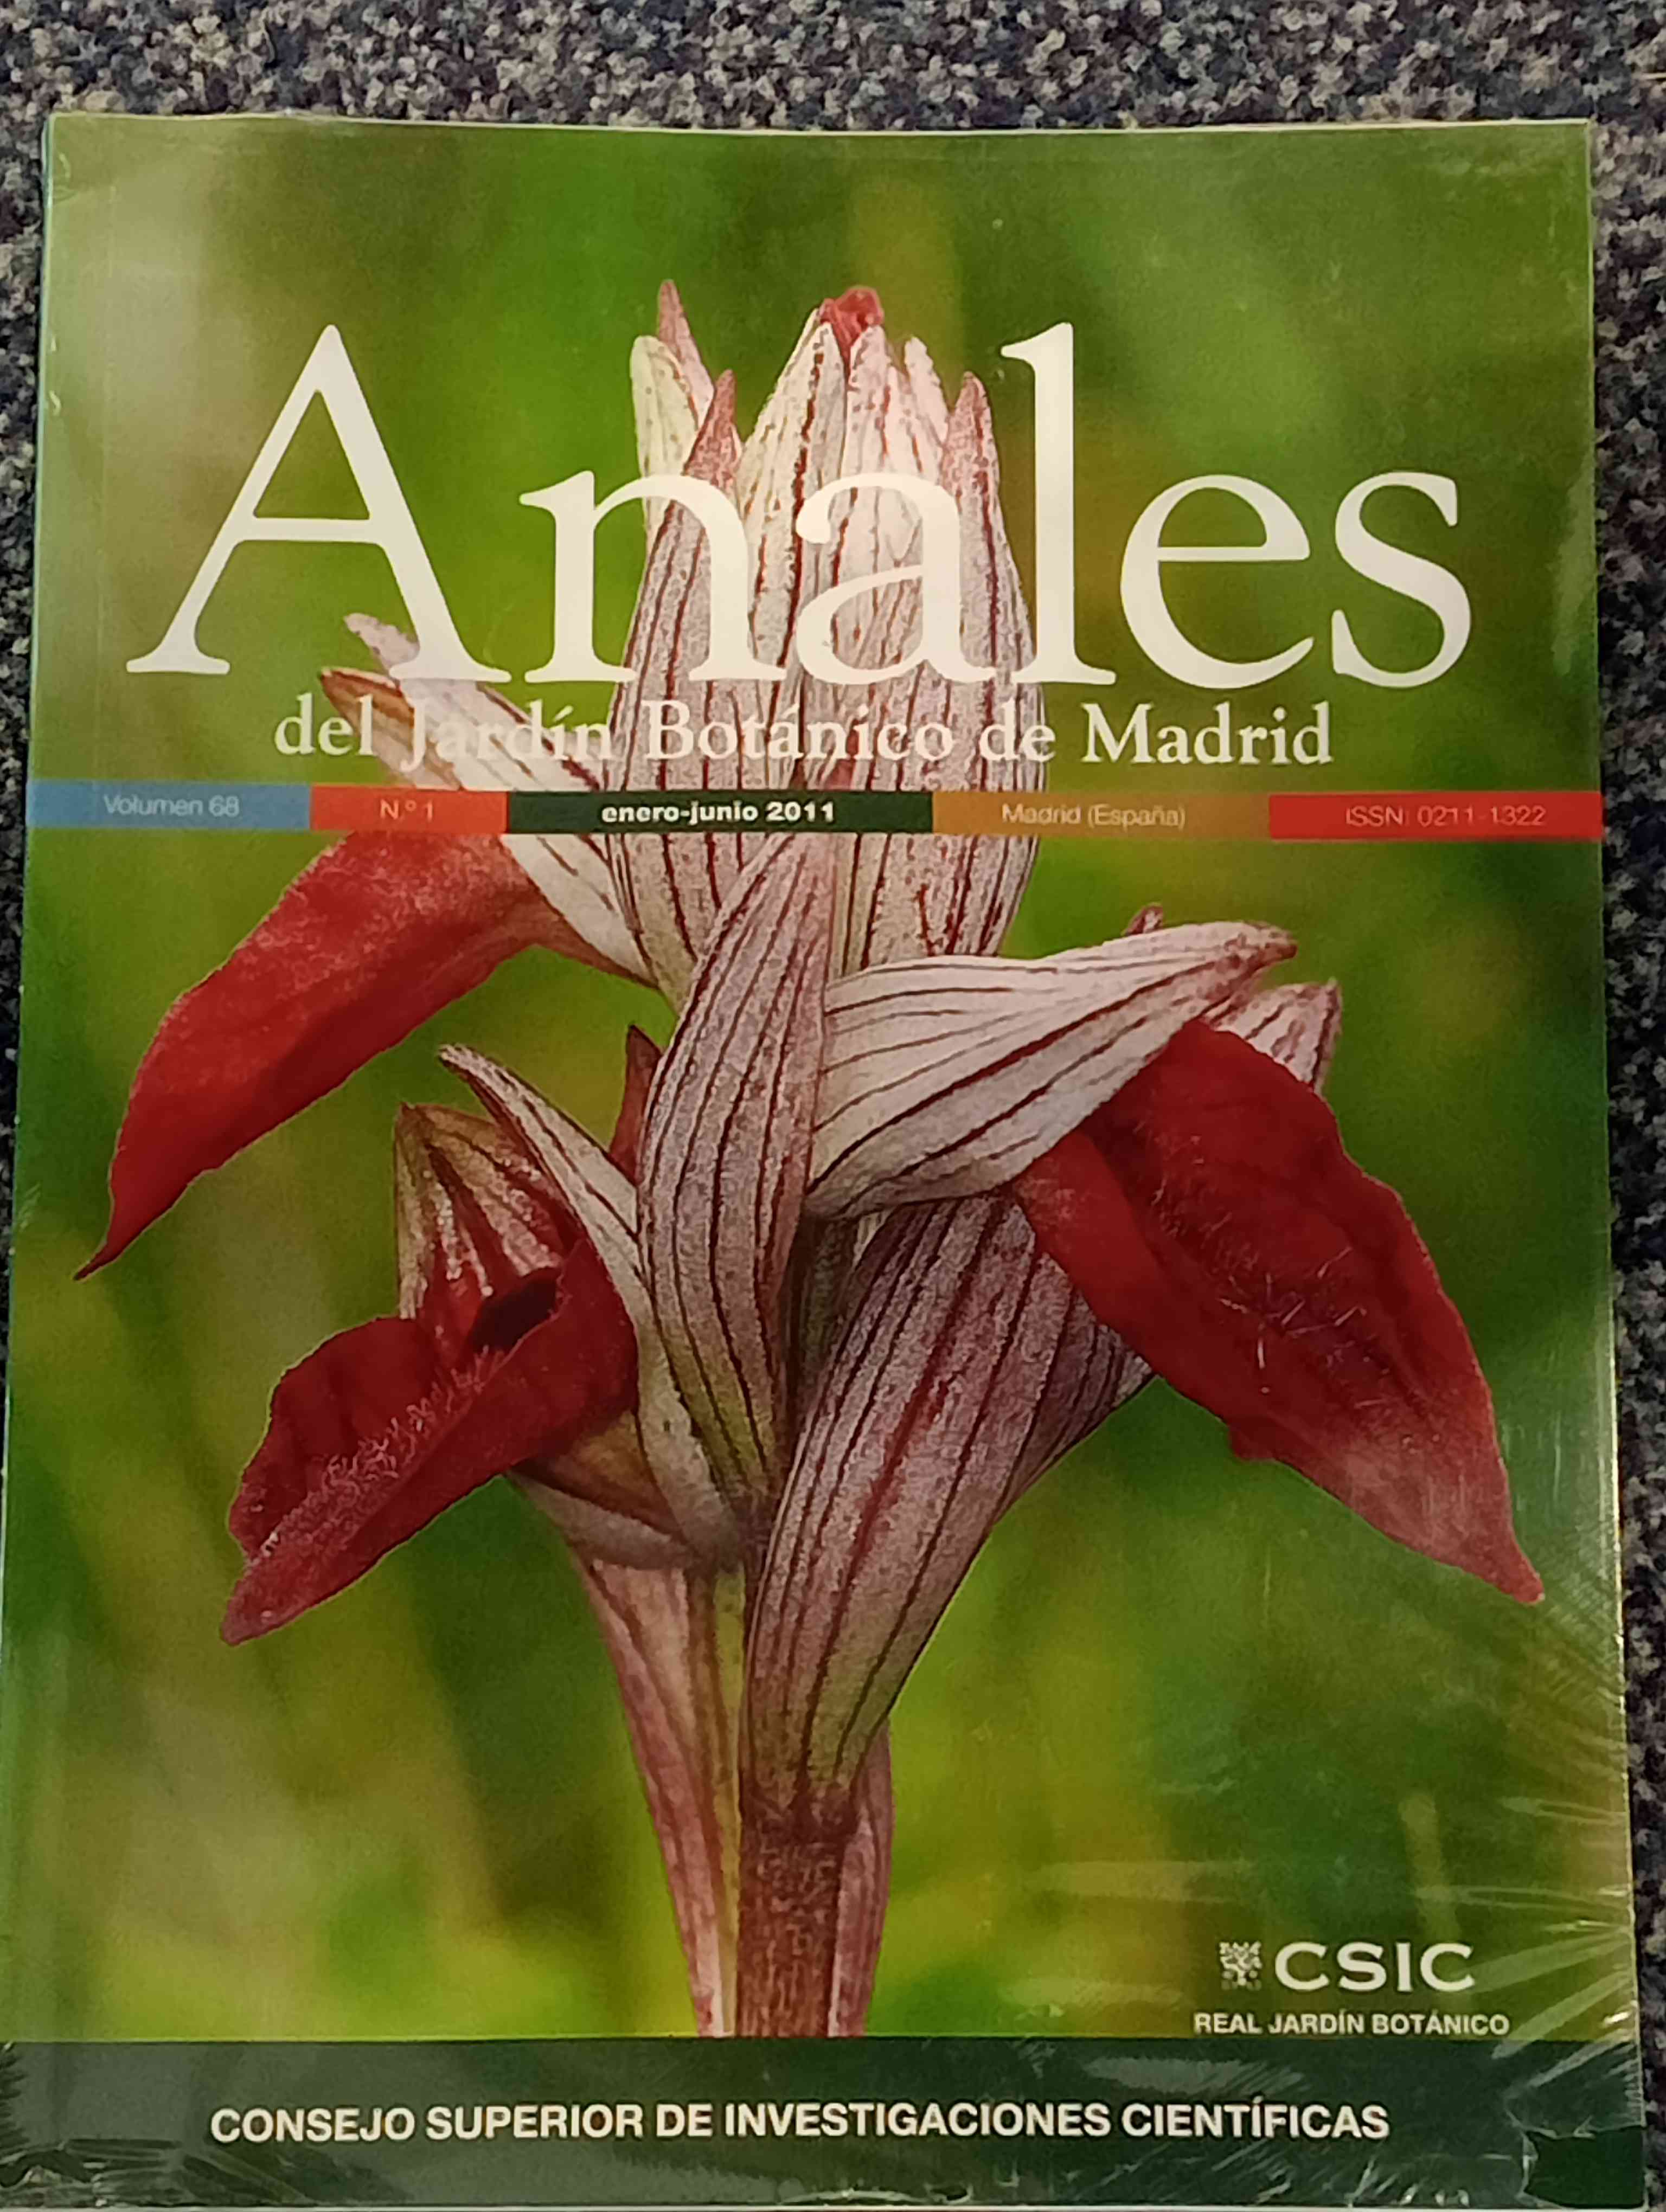 Anales
del Jardín Botánico de Madrid
Volumen 68 N.º 1 enero-junio 2011 Madrid (España) ISSN: 0211-1322
CSIC
REAL JARDÍN BOTÁNICO
CONSEJO SUPERIOR DE INVESTIGACIONES CIENTÍFICAS